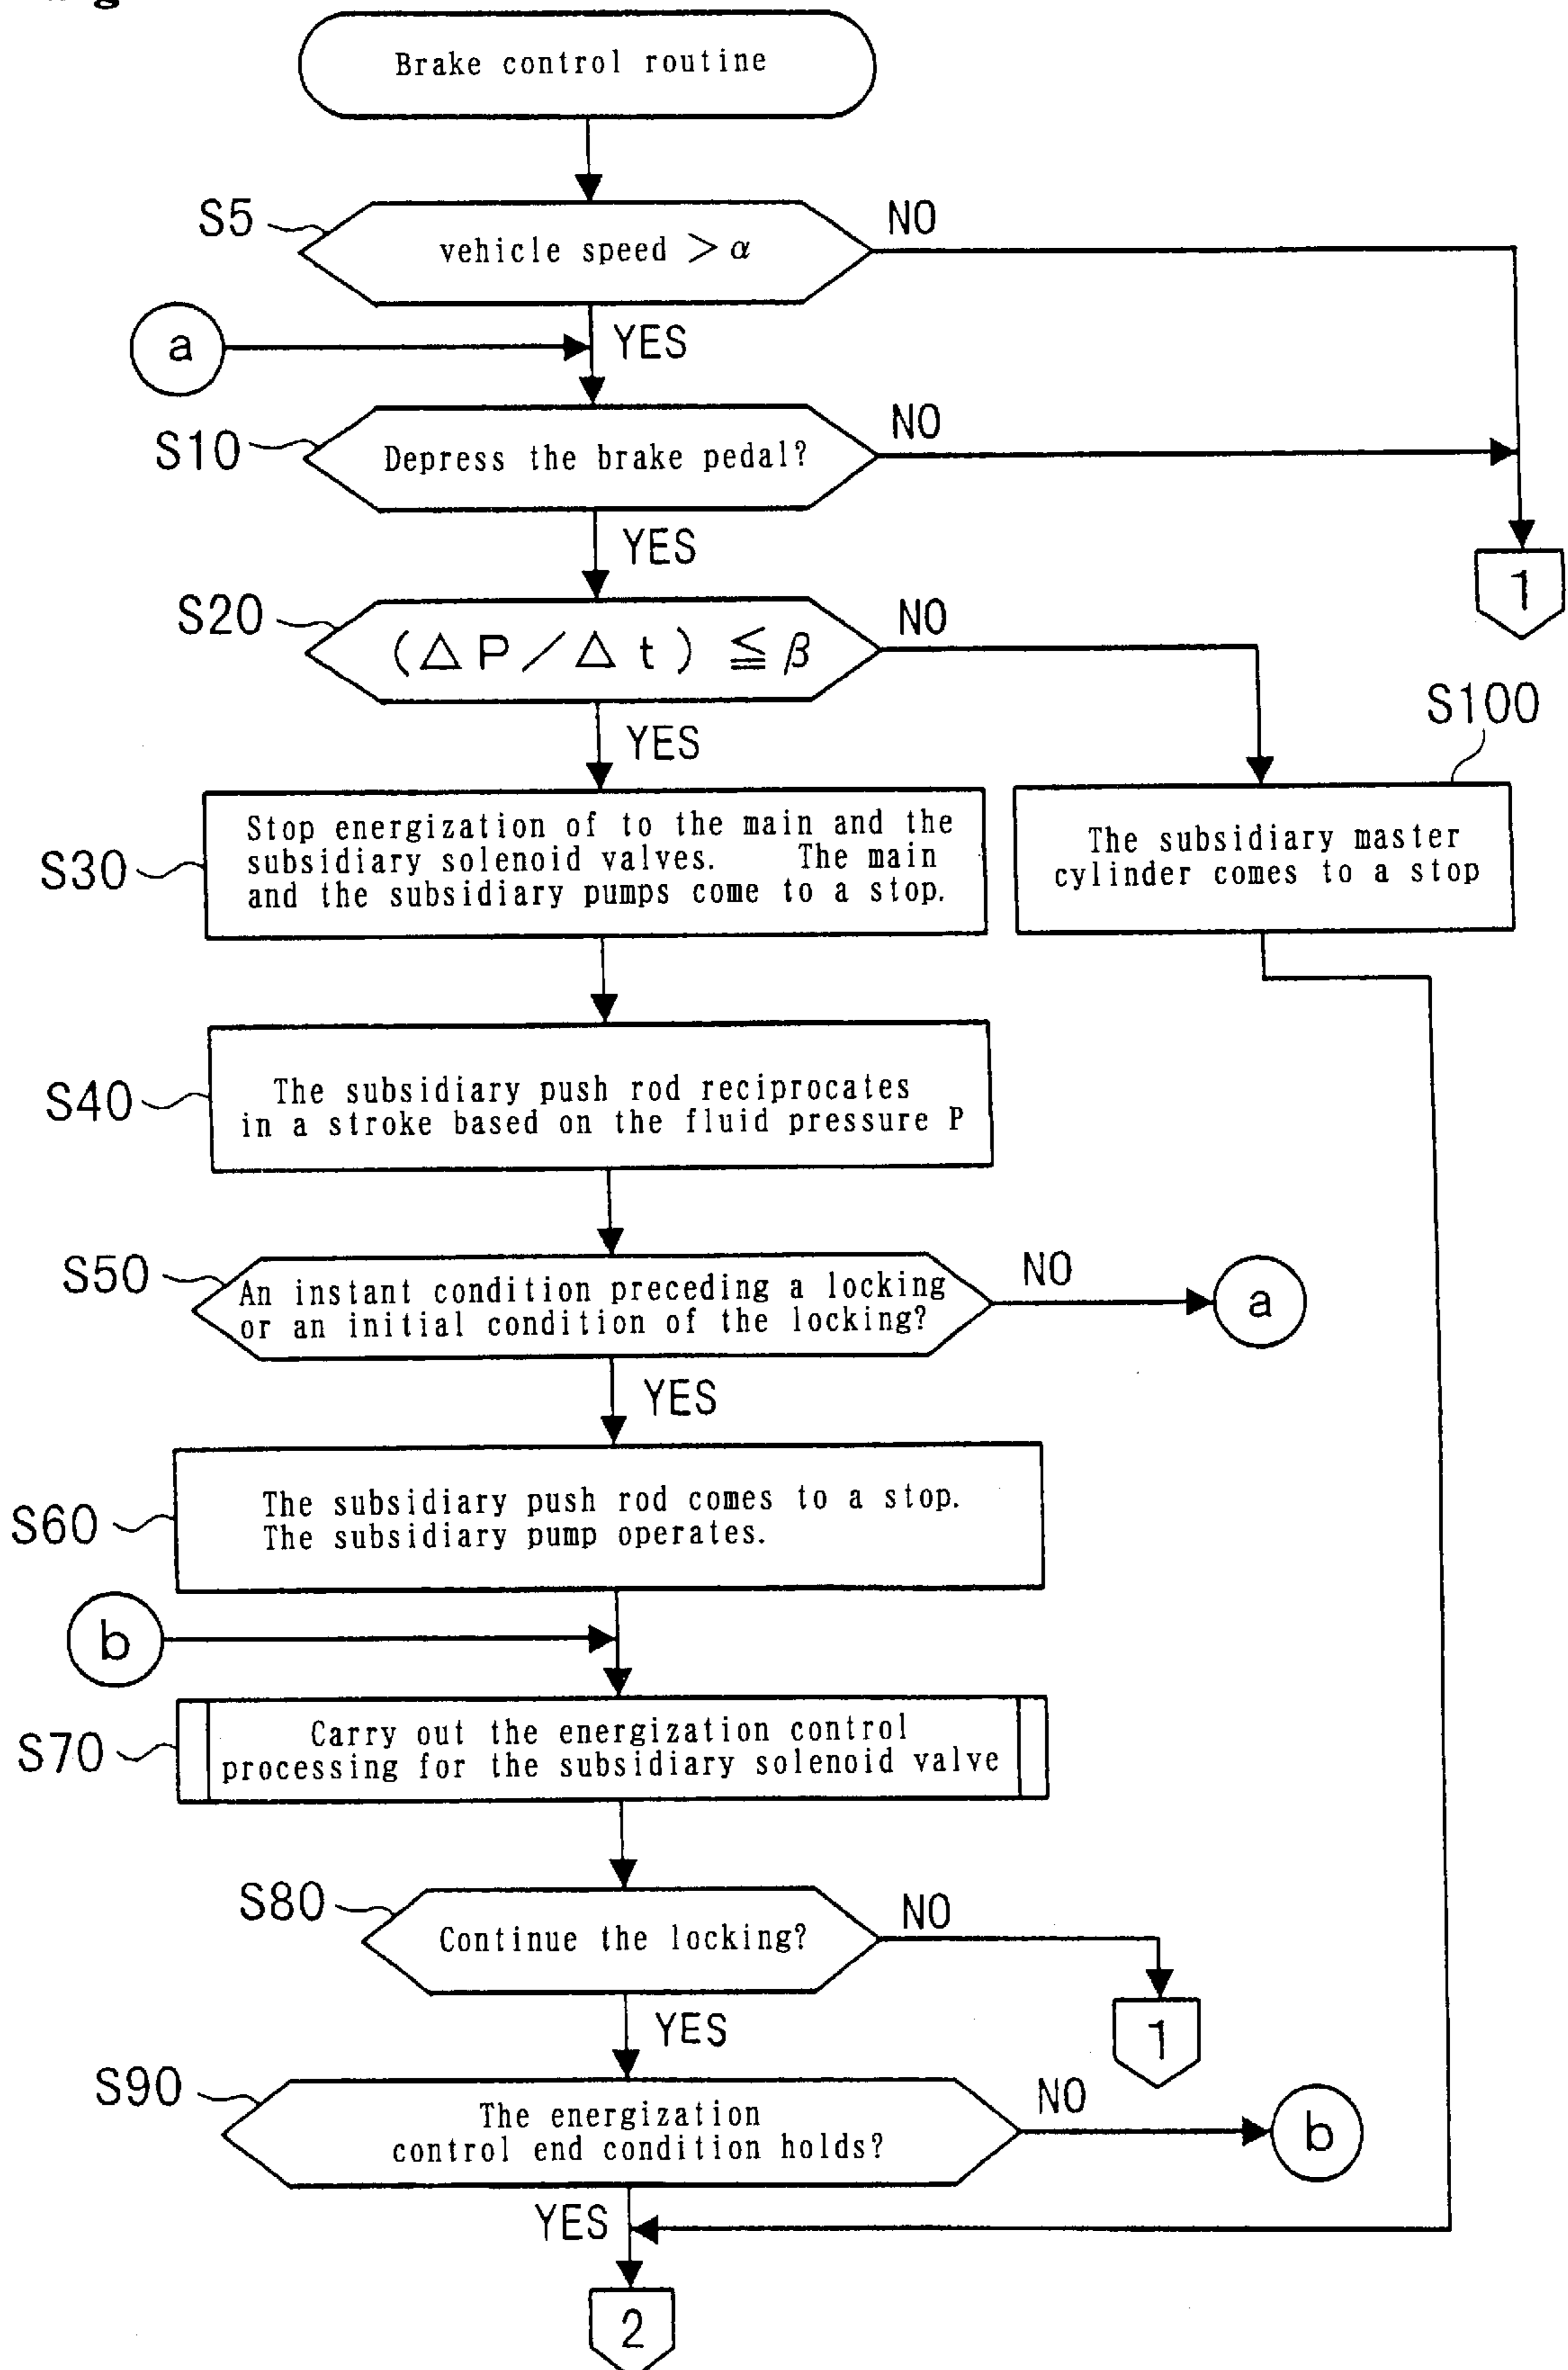 Brake control routine
S5
vehicle speed > α
NO
a
YES
S10
Depress the brake pedal?
NO
YES
1
S20
(△P/△t) ≦ β
NO
YES
S100
S30
Stop energization of to the main and the
subsidiary solenoid valves. The main
and the subsidiary pumps come to a stop.
The subsidiary master
cylinder comes to a stop
S40
The subsidiary push rod reciprocates
in a stroke based on the fluid pressure P
S50
An instant condition preceding a locking
or an initial condition of the locking?
NO
a
YES
S60
The subsidiary push rod comes to a stop.
The subsidiary pump operates.
b
S70
Carry out the energization control
processing for the subsidiary solenoid valve
S80
Continue the locking?
NO
YES
1
S90
The energization
control end condition holds?
NO
b
YES
2